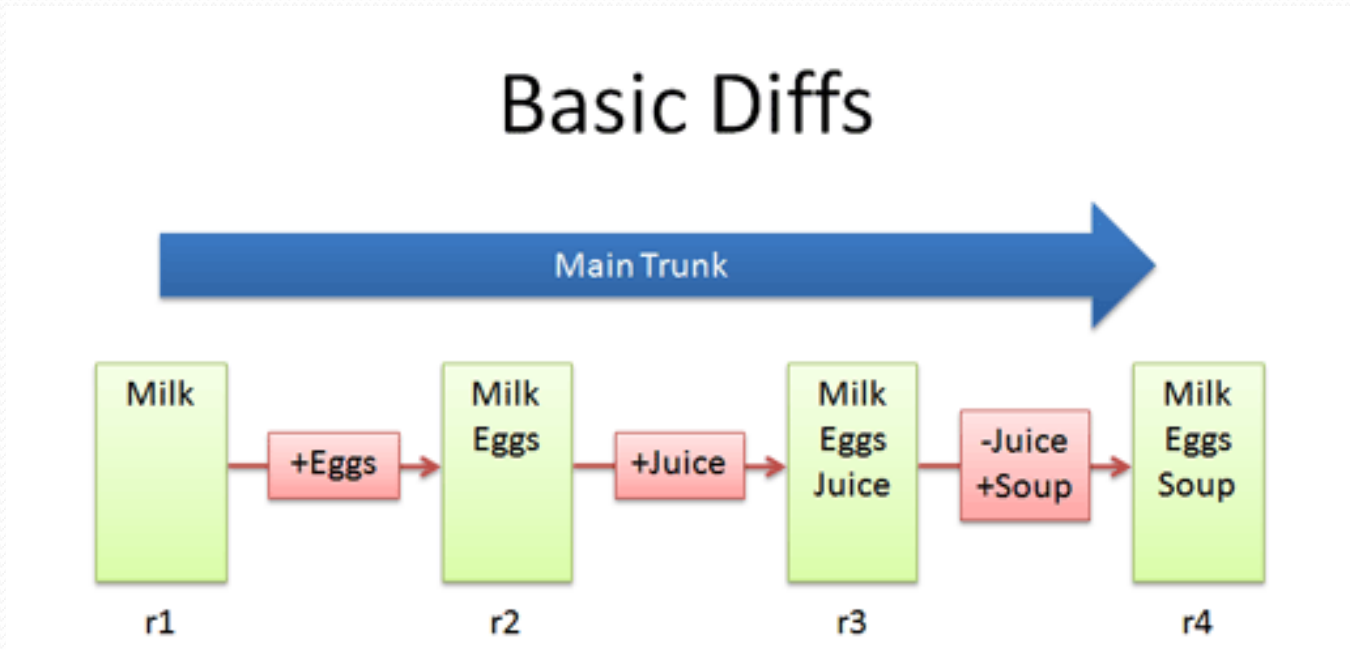 Basic Diffs
Main Trunk
Milk
+Eggs
Milk
Eggs
+Juice
Milk
Eggs
Juice
-Juice
+Soup
Milk
Eggs
Soup
r1
r2
r3
r4